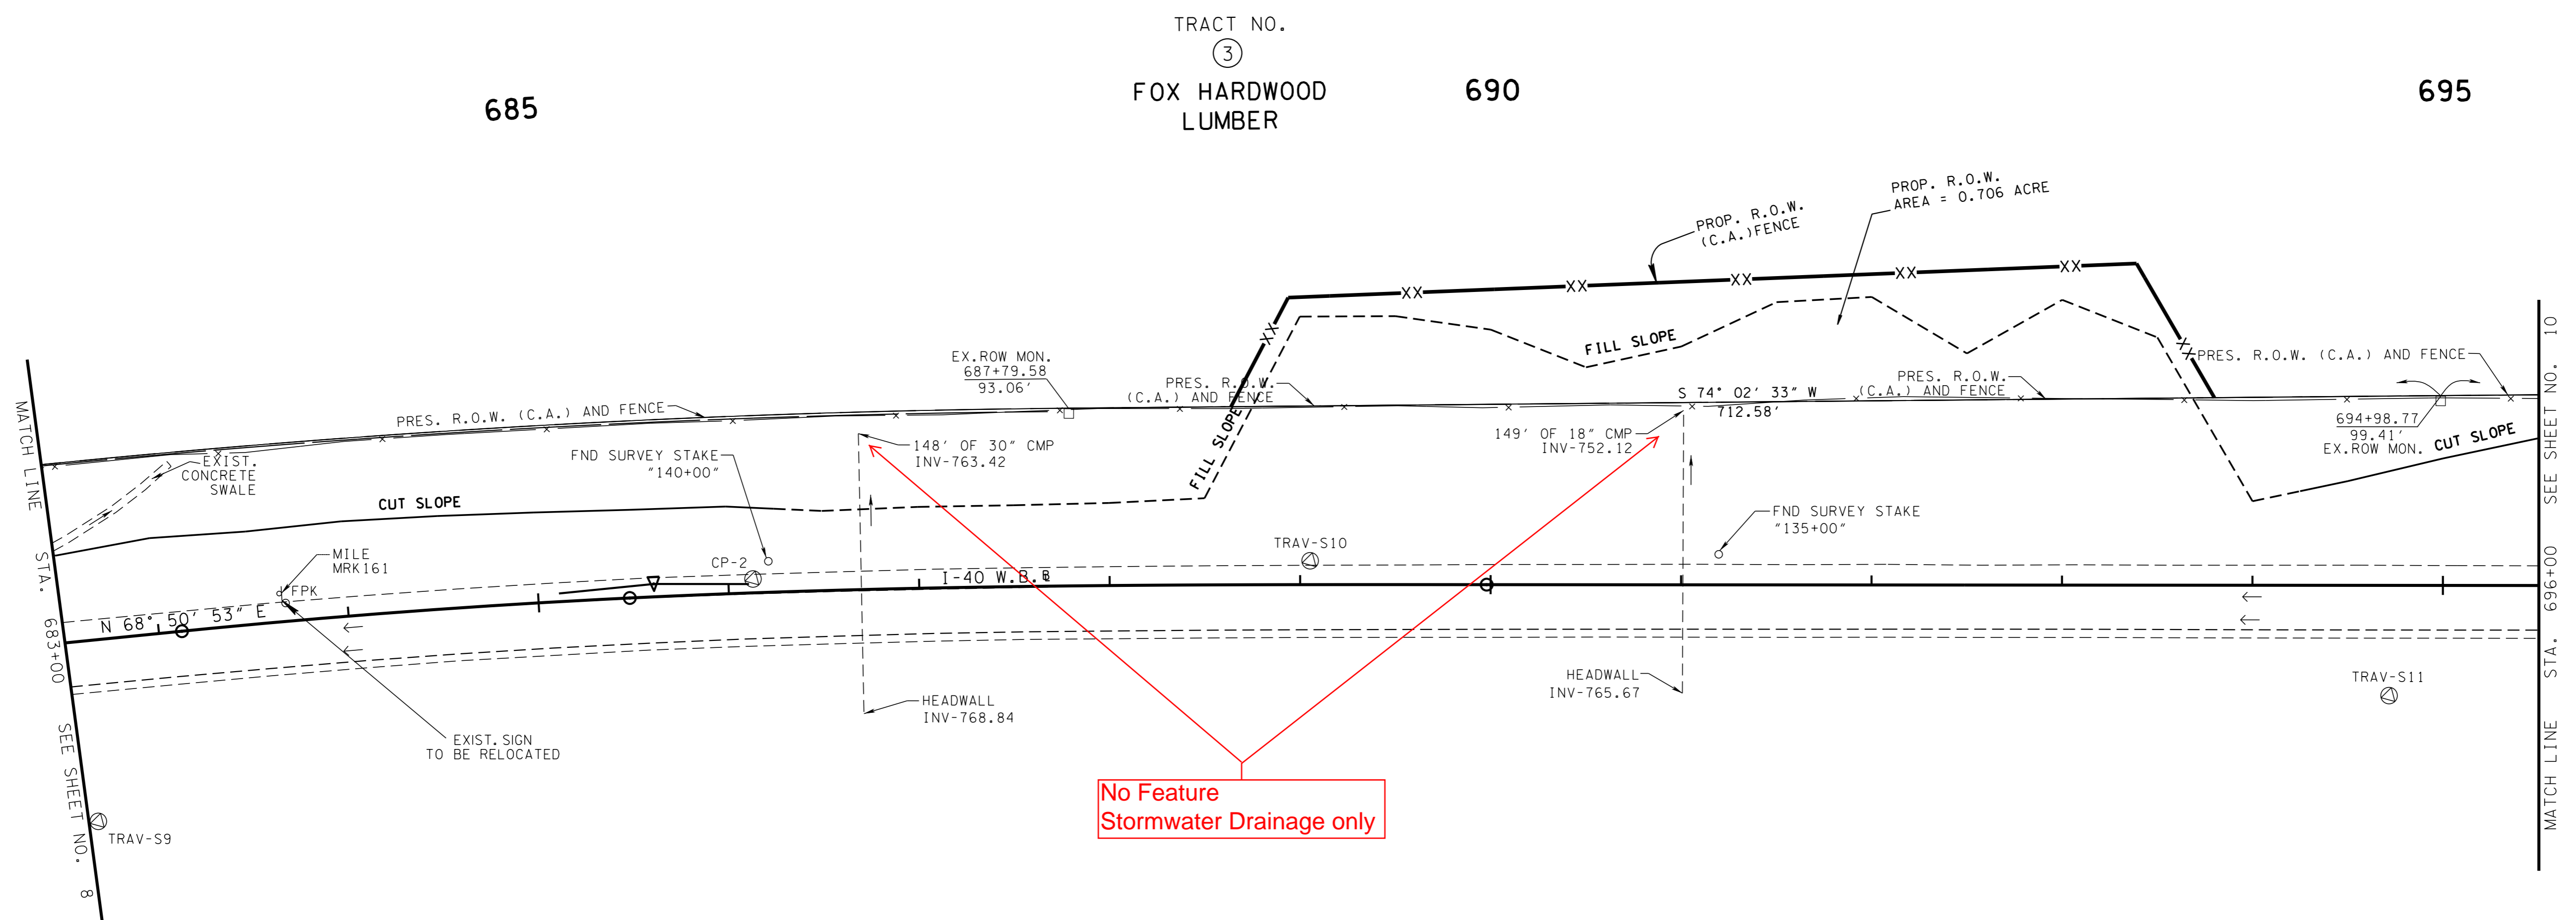 TRACT NO.
3
FOX HARDWOOD
LUMBER
685
690
695
PROP. R.O.W.
AREA = 0.706 ACRE
PROP. R.O.W.
(C.A.)FENCE
EX.ROW MON.
687+79.58
93.06'
PRES. R.O.W. (C.A.) AND FENCE
PRES. R.O.W.
(C.A.) AND FENCE
FILL SLOPE
S 74° 02' 33" W
712.58'
PRES. R.O.W.
(C.A.) AND FENCE
PRES. R.O.W. (C.A.) AND FENCE
694+98.77
99.41'
EX.ROW MON.
CUT SLOPE
EXIST.
CONCRETE
SWALE
CUT SLOPE
FND SURVEY STAKE
"140+00"
148' OF 30" CMP
INV-763.42
FILL SLOPE
149' OF 18" CMP
INV-752.12
FND SURVEY STAKE
"135+00"
MILE
MRK161
FPK
CP-2
TRAV-S10
I-40 W.B.
N 68° 50' 53" E
HEADWALL
INV-768.84
HEADWALL
INV-765.67
TRAV-S11
EXIST.SIGN
TO BE RELOCATED
TRAV-S9
No Feature
Stormwater Drainage only
MATCH LINE STA. 683+00 SEE SHEET NO. 8
MATCH LINE STA. 696+00 SEE SHEET NO. 10